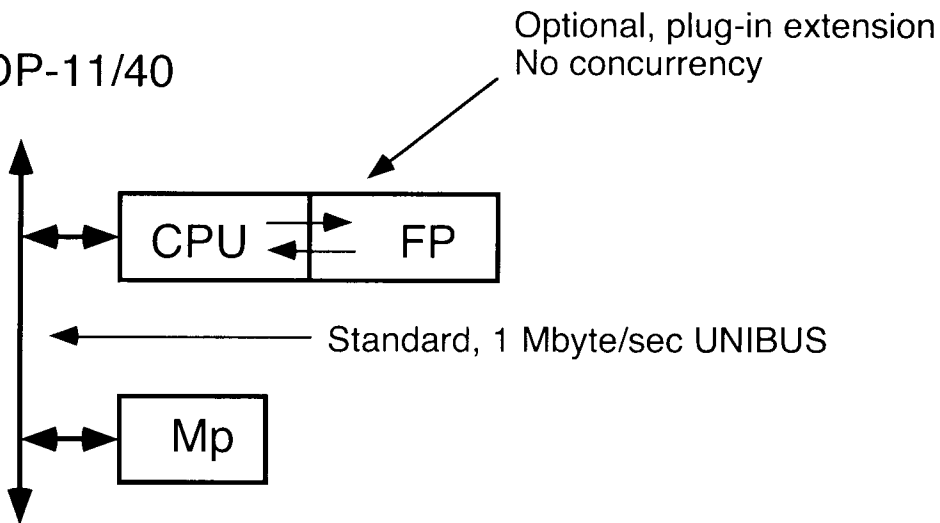 Optional, plug-in extension
No concurrency
DP-11/40
CPU
FP
Standard, 1 Mbyte/sec UNIBUS
Mp